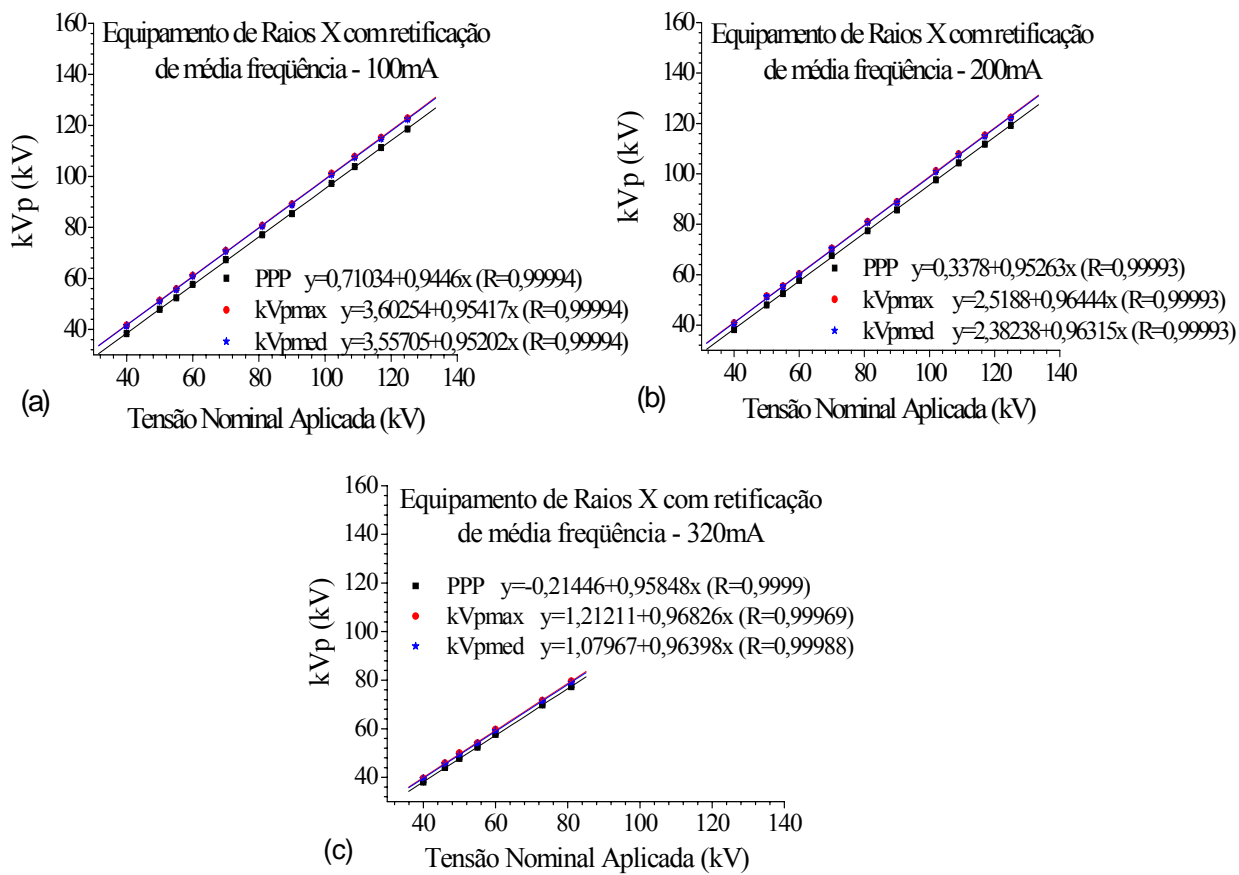 Equipamento de Raios X com retificação
de média freqüência - 100mA
160
140
120
100
80
60
40
kVp (kV)
PPP y=0,71034+0,9446x (R=0,99994)
kVpmax y=3,60254+0,95417x (R=0,99994)
kVpmed y=3,55705+0,95202x (R=0,99994)
40 60 80 100 120 140
Tensão Nominal Aplicada (kV)
(a)
Equipamento de Raios X com retificação
de média freqüência - 200mA
160
140
120
100
80
60
40
kVp (kV)
PPP y=0,3378+0,95263x (R=0,99993)
kVpmax y=2,5188+0,96444x (R=0,99993)
kVpmed y=2,38238+0,96315x (R=0,99993)
40 60 80 100 120 140
Tensão Nominal Aplicada (kV)
(b)
Equipamento de Raios X com retificação
de média freqüência - 320mA
160
140
120
100
80
60
40
kVp (kV)
PPP y=-0,21446+0,95848x (R=0,9999)
kVpmax y=1,21211+0,96826x (R=0,99969)
kVpmed y=1,07967+0,96398x (R=0,99988)
40 60 80 100 120 140
Tensão Nominal Aplicada (kV)
(c)